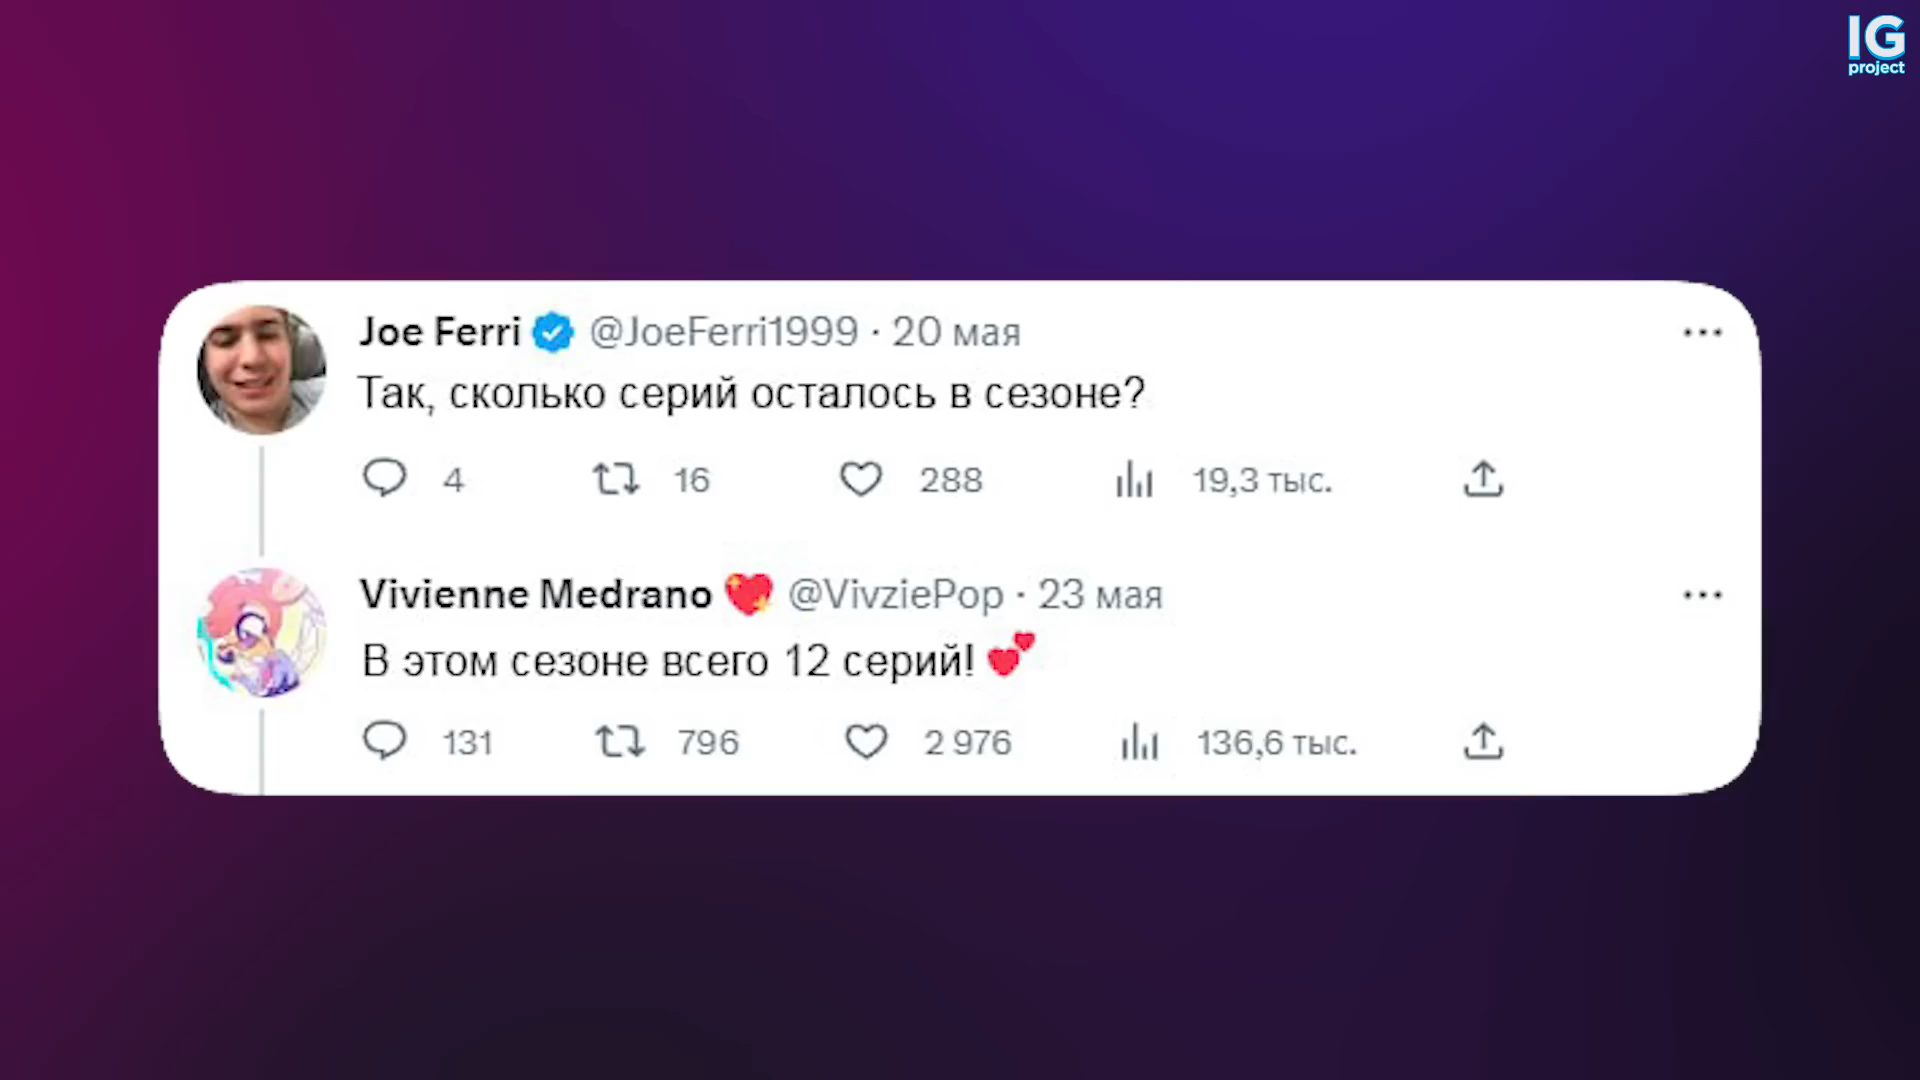 IG
project
Joe Ferri @JoeFerri1999 · 20 мая
Так, сколько серий осталось в сезоне?
4 16 288 19,3 тыс.
Vivienne Medrano 💖 @VivziePop · 23 мая
В этом сезоне всего 12 серий! 💕
131 796 2 976 136,6 тыс.